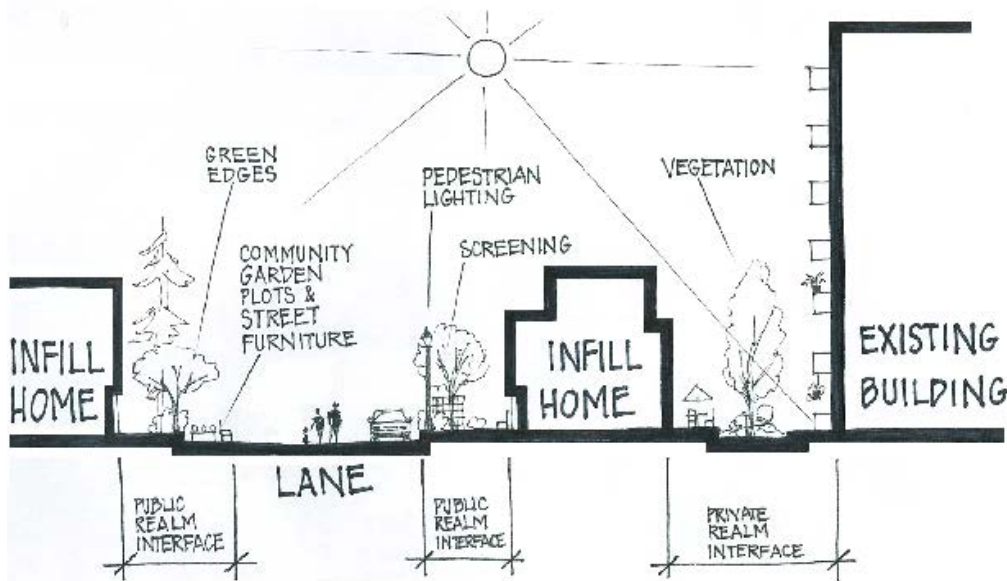 GREEN
EDGES
COMMUNITY
GARDEN
PLOTS &
STREET
FURNITURE
PEDESTRIAN
LIGHTING
SCREENING
VEGETATION
INFILL
HOME
INFILL
HOME
EXISTING
BUILDING
LANE
PUBLIC
REALM
INTERFACE
PUBLIC
REALM
INTERFACE
PRIVATE
REALM
INTERFACE